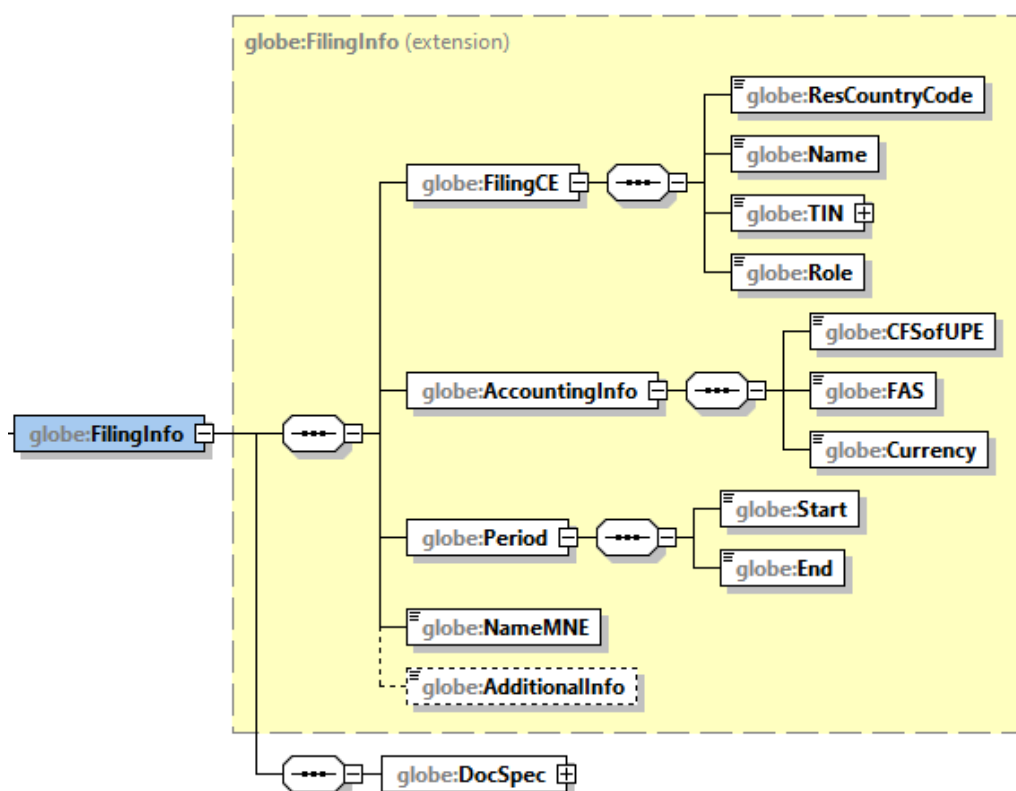 globe:FilingInfo (extension)
globe:ResCountryCode
globe:Name
globe:FilingCE
globe:TIN
globe:Role
globe:CFSofUPE
globe:AccountingInfo
globe:FAS
globe:FilingInfo
globe:Currency
globe:Start
globe:Period
globe:End
globe:NameMNE
globe:AdditionalInfo
globe:DocSpec